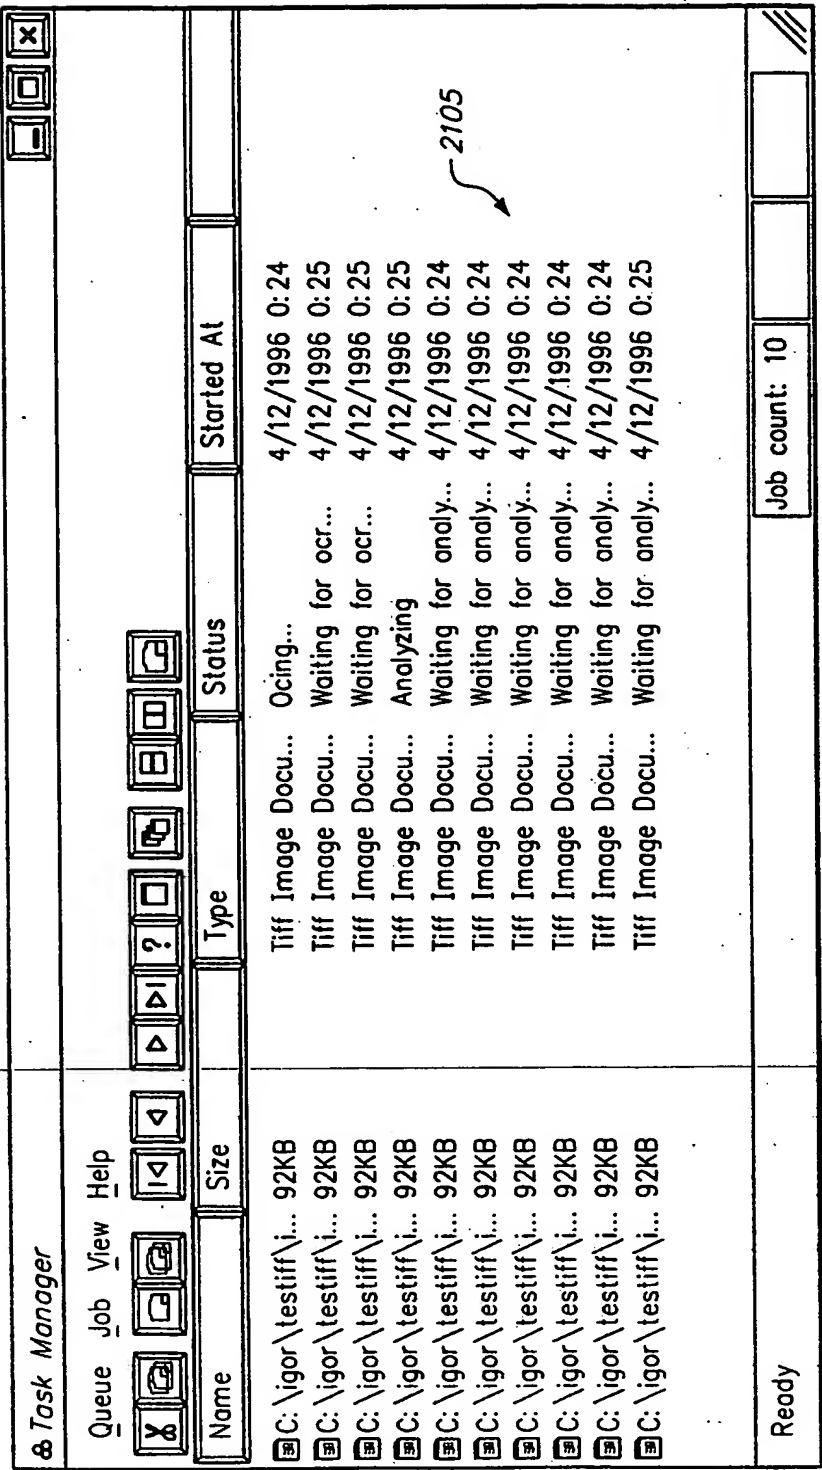 Task Manager
Queue Job View Help
?
Name Size Type Status Started At
C: \igor\testiff\i... 92KB Tiff Image Docu... Ocing... 4/12/1996 0:24
C: \igor\testiff\i... 92KB Tiff Image Docu... Waiting for ocr... 4/12/1996 0:25
C: \igor\testiff\i... 92KB Tiff Image Docu... Waiting for ocr... 4/12/1996 0:25
C: \igor\testiff\i... 92KB Tiff Image Docu... Analyzing 4/12/1996 0:25
C: \igor\testiff\i... 92KB Tiff Image Docu... Waiting for analy... 4/12/1996 0:24
C: \igor\testiff\i... 92KB Tiff Image Docu... Waiting for analy... 4/12/1996 0:24
C: \igor\testiff\i... 92KB Tiff Image Docu... Waiting for analy... 4/12/1996 0:24
C: \igor\testiff\i... 92KB Tiff Image Docu... Waiting for analy... 4/12/1996 0:24
C: \igor\testiff\i... 92KB Tiff Image Docu... Waiting for analy... 4/12/1996 0:24
C: \igor\testiff\i... 92KB Tiff Image Docu... Waiting for analy... 4/12/1996 0:25
2105
Ready Job count: 10